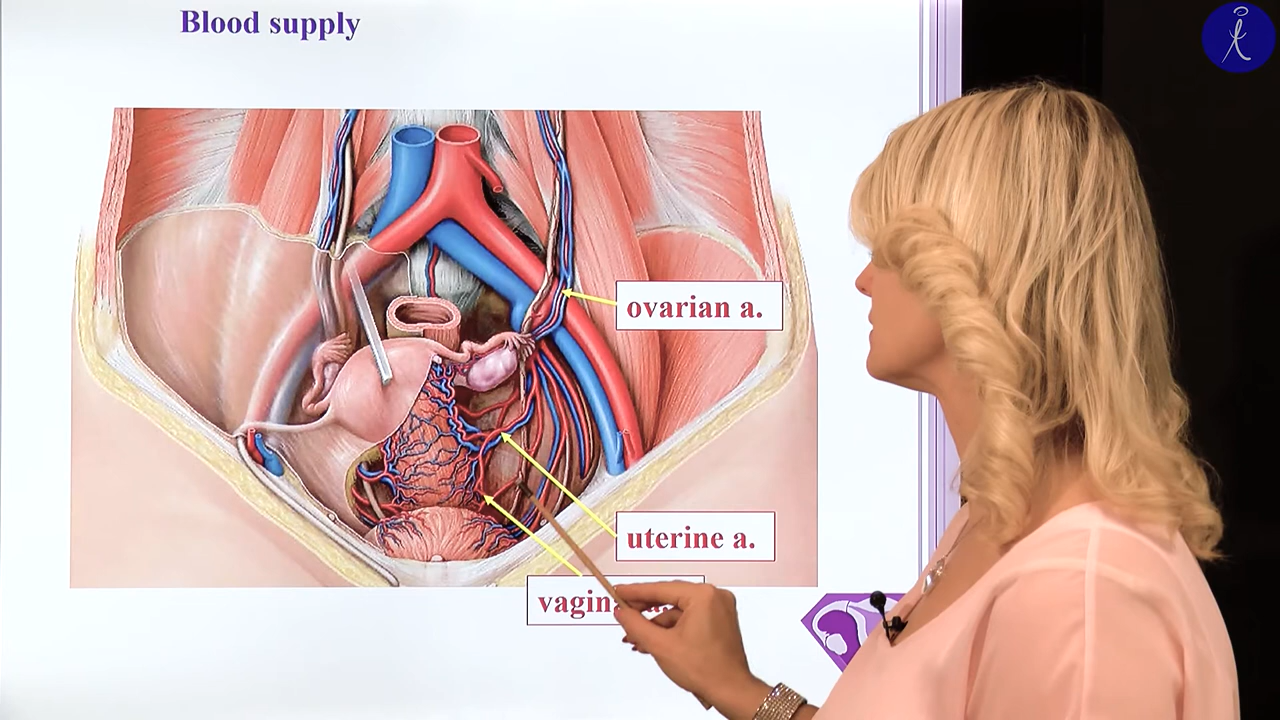 Blood supply
ovarian a.
uterine a.